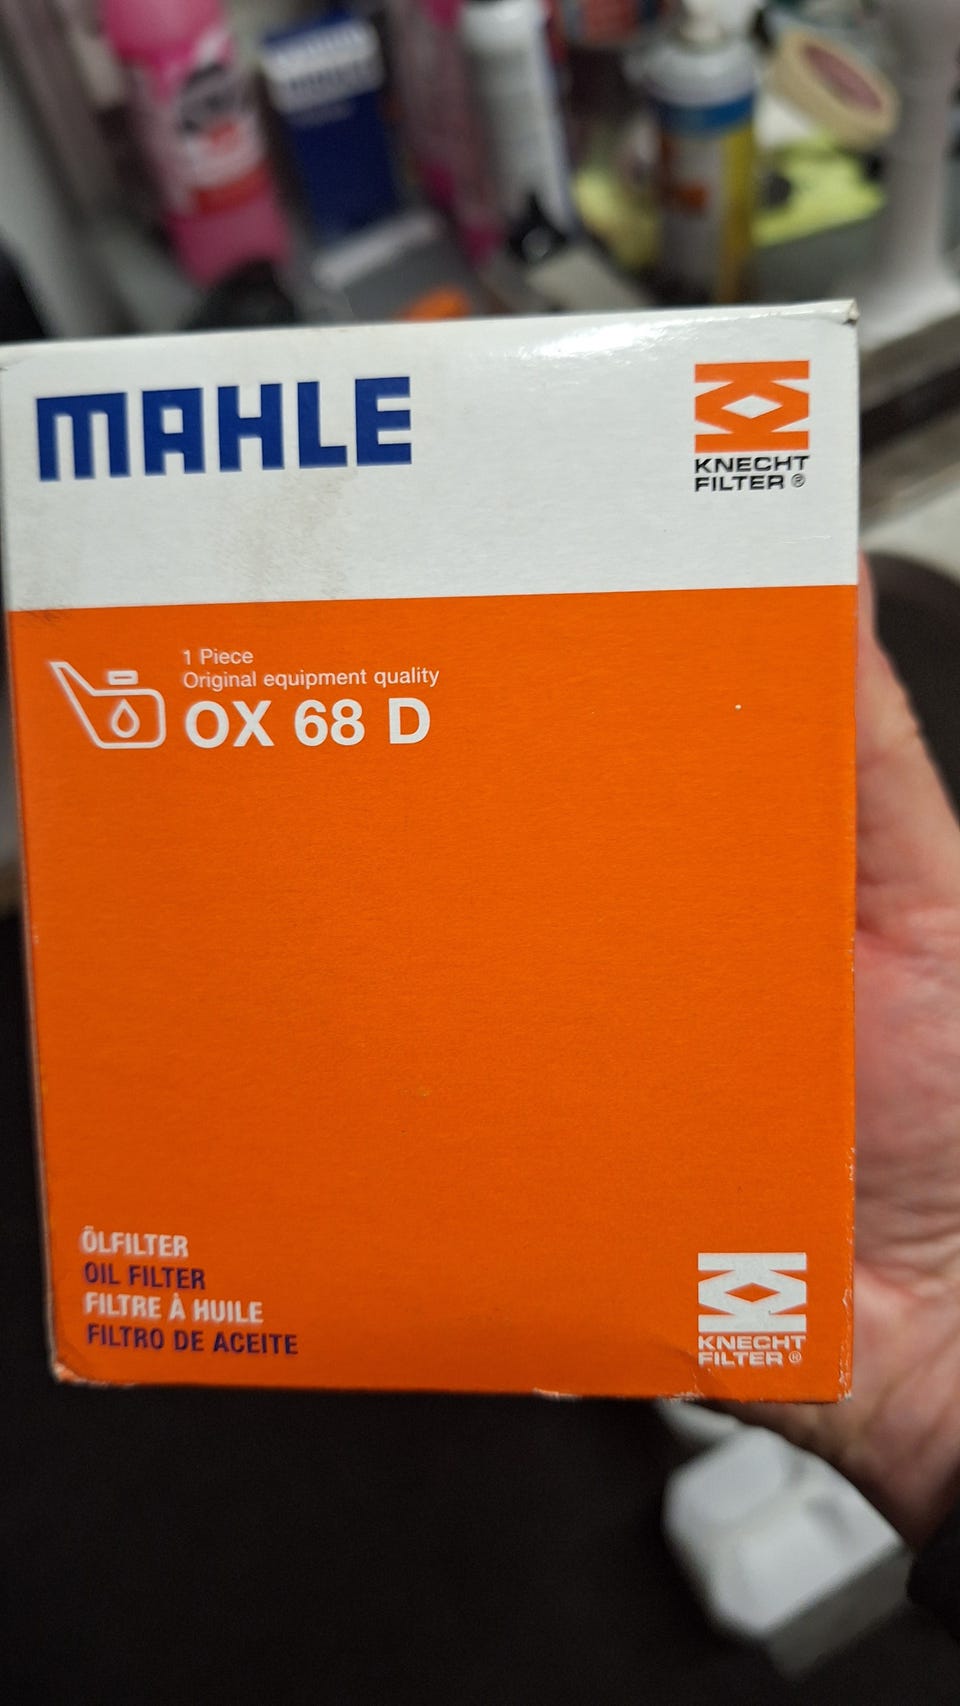 MAHLE
KNECHT
FILTER®
1 Piece
Original equipment quality
OX 68 D
ÖLFILTER
OIL FILTER
FILTRE À HUILE
FILTRO DE ACEITE
KNECHT
FILTER®